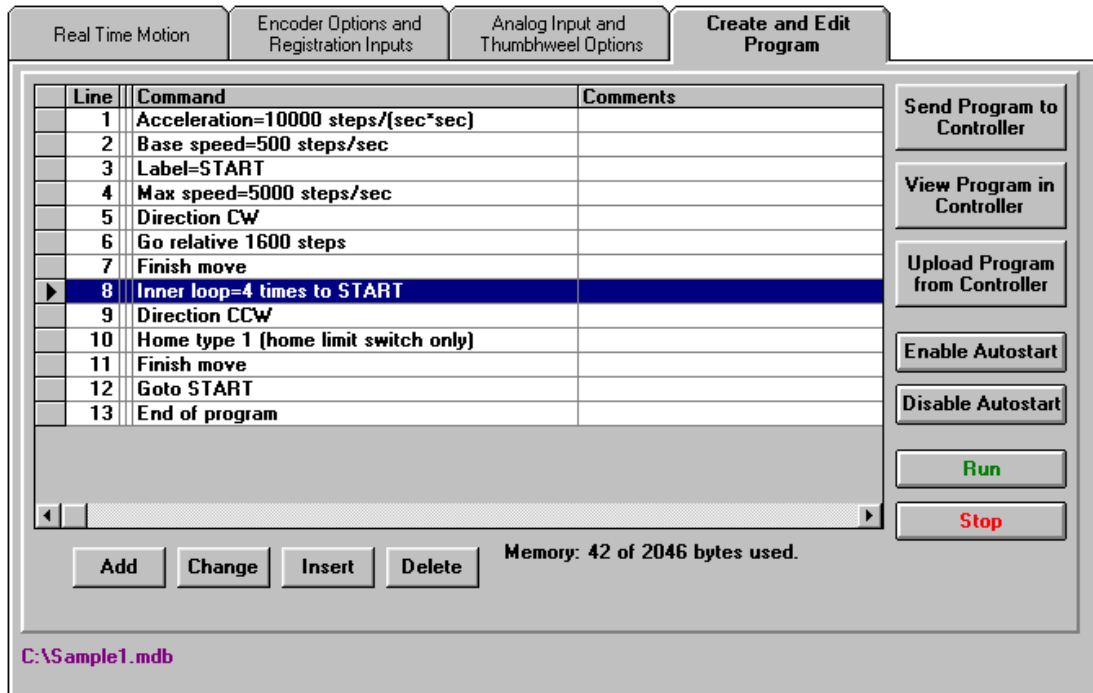 Real Time Motion
Encoder Options and
Registration Inputs
Analog Input and
Thumbhweel Options
Create and Edit
Program
Line Command Comments
1 Acceleration=10000 steps/(sec*sec)
2 Base speed=500 steps/sec
3 Label=START
4 Max speed=5000 steps/sec
5 Direction CW
6 Go relative 1600 steps
7 Finish move
8 Inner loop=4 times to START
9 Direction CCW
10 Home type 1 (home limit switch only)
11 Finish move
12 Goto START
13 End of program
Send Program to
Controller
View Program in
Controller
Upload Program
from Controller
Enable Autostart
Disable Autostart
Run
Stop
Add Change Insert Delete Memory: 42 of 2046 bytes used.
C:\Sample1.mdb